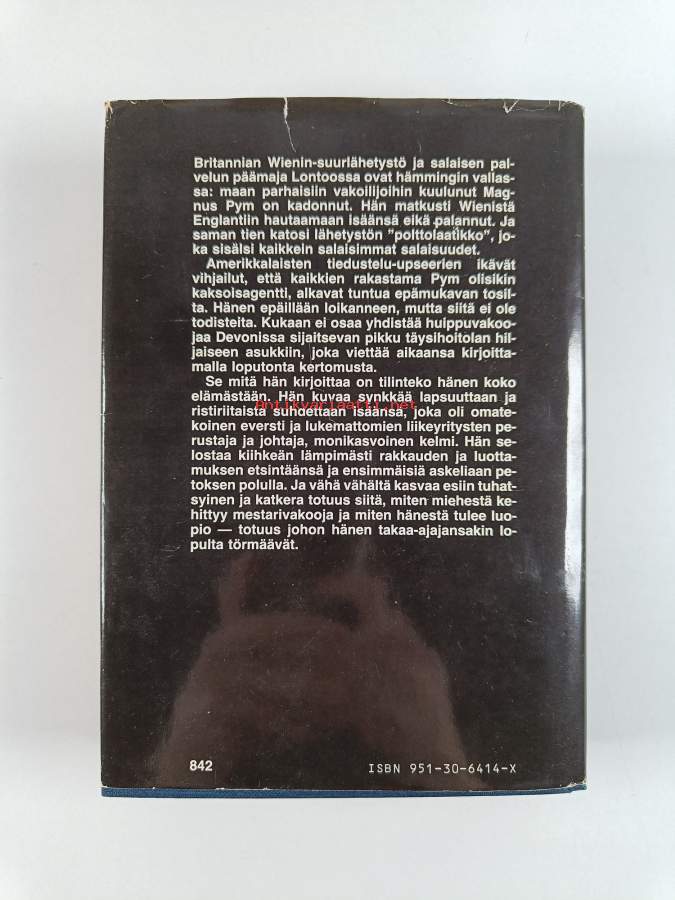 Britannian Wienin-suurlähetystö ja salaisen pal-
velun päämaja Lontoossa ovat hämmingin vallas-
sa: maan parhaisiin vakoilijoihin kuulunut Mag-
nus Pym on kadonnut. Hän matkusti Wienistä
Englantiin hautaamaan isäänsä eikä palannut. Ja
saman tien katosi lähetystön "polttolaatikko", jo-
ka sisälsi kaikkein salaisimmat salaisuudet.
Amerikkalaisten tiedustelu-upseerien ikävät
vihjailut, että kaikkien rakastama Pym olisikin
kaksoisagentti, alkavat tuntua epämukavan tosil-
ta. Hänen epäillään loikanneen, mutta siitä ei ole
todisteita. Kukaan ei osaa yhdistää huippuvakoo-
jaa Devonissa sijaitsevan pikku täysihoitolan hil-
jaiseen asukkiin, joka viettää aikaansa kirjoitta-
malla loputonta kertomusta.
Se mitä hän kirjoittaa on tilinteko hänen koko
elämästään. Hän kuvaa synkkää lapsuuttaan ja
ristiriitaista suhdettaan isäänsä, joka oli omate-
koinen eversti ja lukemattomien liikeyritysten pe-
rustaja ja johtaja, monikasvoinen kelmi. Hän se-
lostaa kiihkeän lämpimästi rakkauden ja luotta-
muksen etsintäänsä ja ensimmäisiä askeliaan pe-
toksen polulla. Ja vähä vähältä kasvaa esiin tuhat-
syinen ja katkera totuus siitä, miten miehestä ke-
hittyy mestarivakooja ja miten hänestä tulee luo-
pio — totuus johon hänen takaa-ajajansakin lo-
pulta törmäävät.
Antikvariaatti.net
842
ISBN 951-30-6414-X